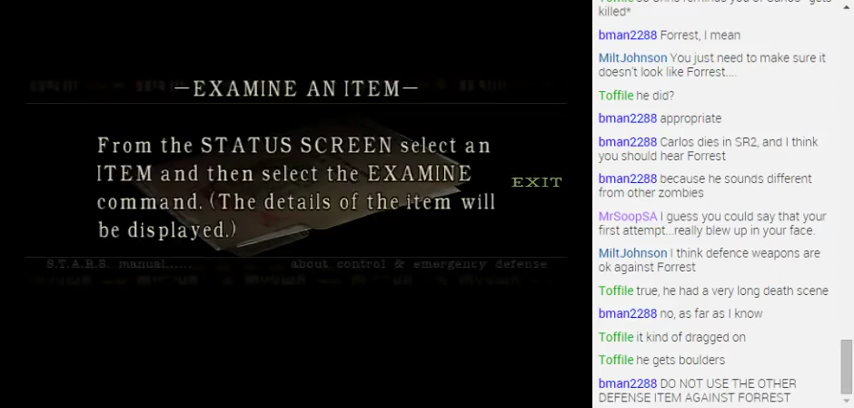 —EXAMINE AN ITEM—
From the STATUS SCREEN select an
ITEM and then select the EXAMINE
command. (The details of the item will
be displayed.)
EXIT
S.T.A.R.S. manual...... about control & emergency defense
killed*
bman2288 Forrest, I mean
MiltJohnson You just need to make sure it
doesn't look like Forrest....
Toffile he did?
bman2288 appropriate
bman2288 Carlos dies in SR2, and I think
you should hear Forrest
bman2288 because he sounds different
from other zombies
MrSoopSA I guess you could say that your
first attempt...really blew up in your face.
MiltJohnson I think defence weapons are
ok against Forrest
Toffile true, he had a very long death scene
bman2288 no, as far as I know
Toffile it kind of dragged on
Toffile he gets boulders
bman2288 DO NOT USE THE OTHER
DEFENSE ITEM AGAINST FORREST